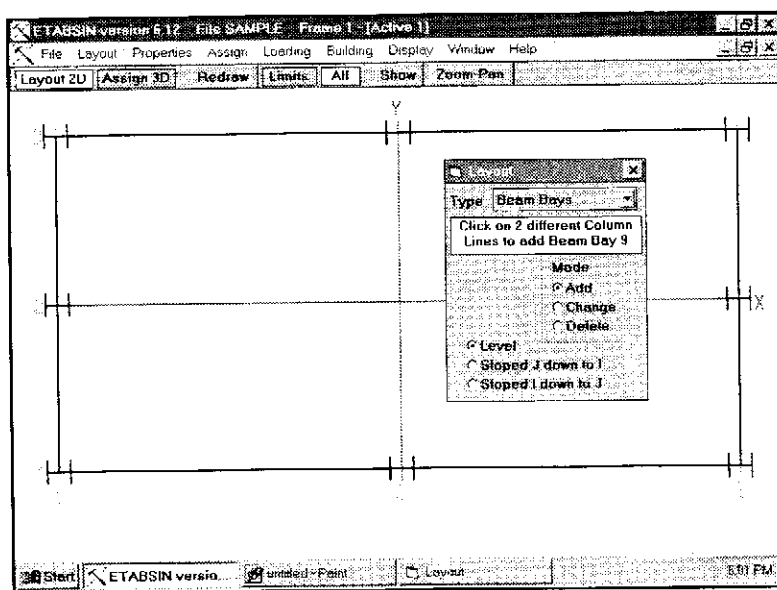 ETABSIN version 6.12 File SAMPLE Frame 1 - [Active 1]
File Layout Properties Assign Loading Building Display Window Help
Layout 2D Assign 3D Redraw Limits All Show Zoom-Pan
Y
Layout
Type Beam Bays
Click on 2 different Column
Lines to add Beam Bay 9
Mode
Add
X
Change
Delete
Level
Sloped J down to I
Sloped I down to J
Start ETABSIN versio... untitled - Paint Layout PM